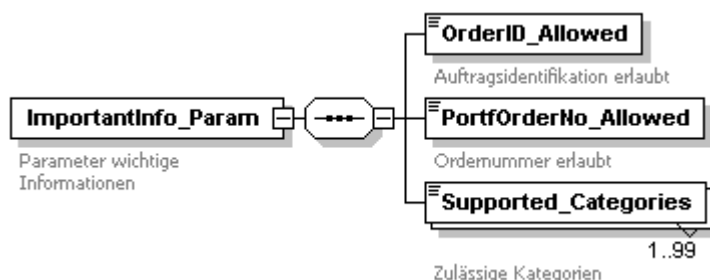 OrderID_Allowed
Auftragsidentifikation erlaubt
ImportantInfo_Param
Parameter wichtige
Informationen
PortfOrderNo_Allowed
Ordernummer erlaubt
Supported_Categories
1..99
Zulässige Kategorien